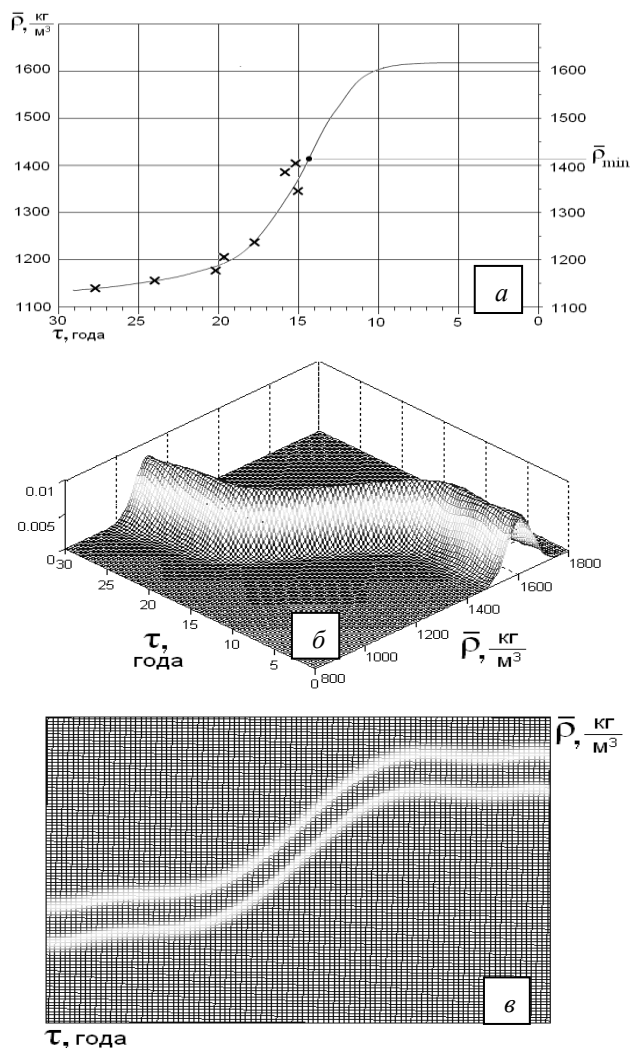 ρ̄, кг/м³
1600 1600
1500 1500
1400 1400 ρ̄min
1300 1300
1200 1200
1100 1100
а
30 25 20 15 10 5 0
τ, года
0.01
0.005
0
30 25 20 15 10 5 0
800 1000 1200 1400 1600 1800
τ, года
б
ρ̄, кг/м³
ρ̄, кг/м³
в
τ, года